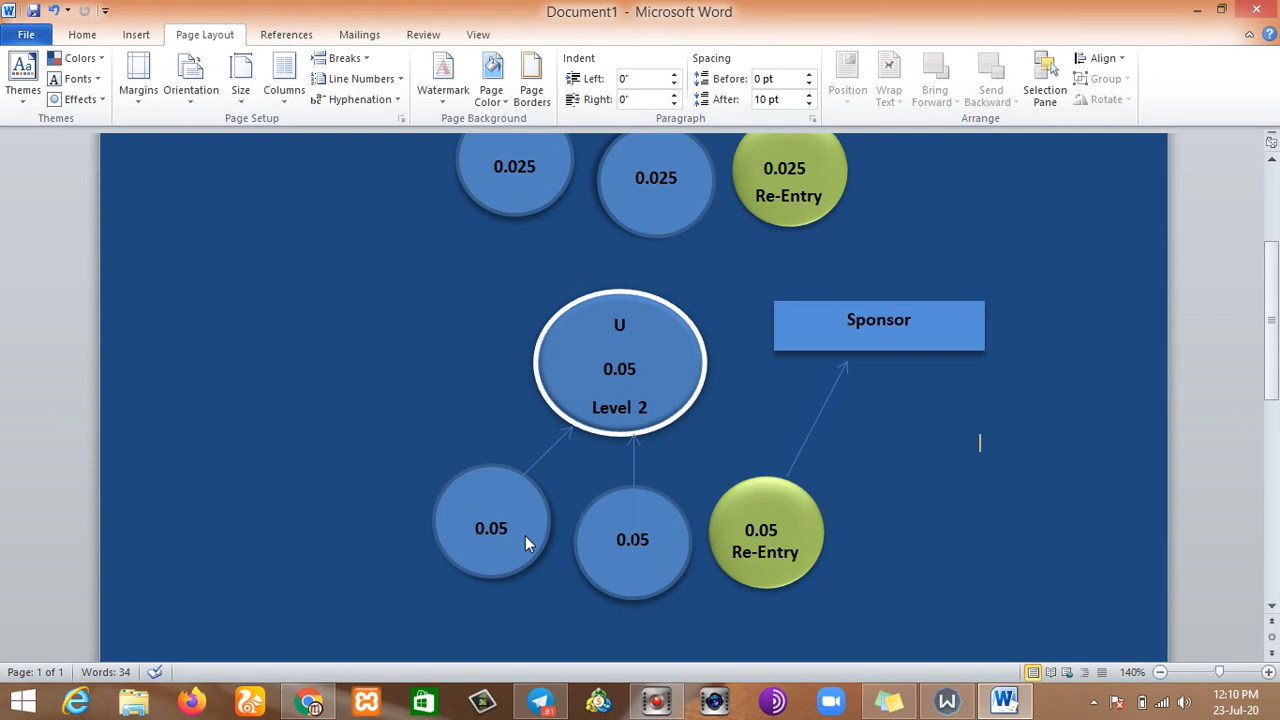 Document1 - Microsoft Word
File Home Insert Page Layout References Mailings Review View
Themes
Colors
Fonts
Effects
Themes
Margins
Orientation
Size
Columns
Breaks
Line Numbers
Hyphenation
Page Setup
Watermark
Page Color
Page Borders
Page Background
Indent
Left: 0"
Right: 0"
Spacing
Before: 0 pt
After: 10 pt
Paragraph
Position
Wrap Text
Bring Forward
Send Backward
Selection Pane
Align
Group
Rotate
Arrange
0.025
0.025
0.025
Re-Entry
U
0.05
Level 2
Sponsor
0.05
0.05
0.05
Re-Entry
Page: 1 of 1 Words: 34
140%
81
12:10 PM
23-Jul-20